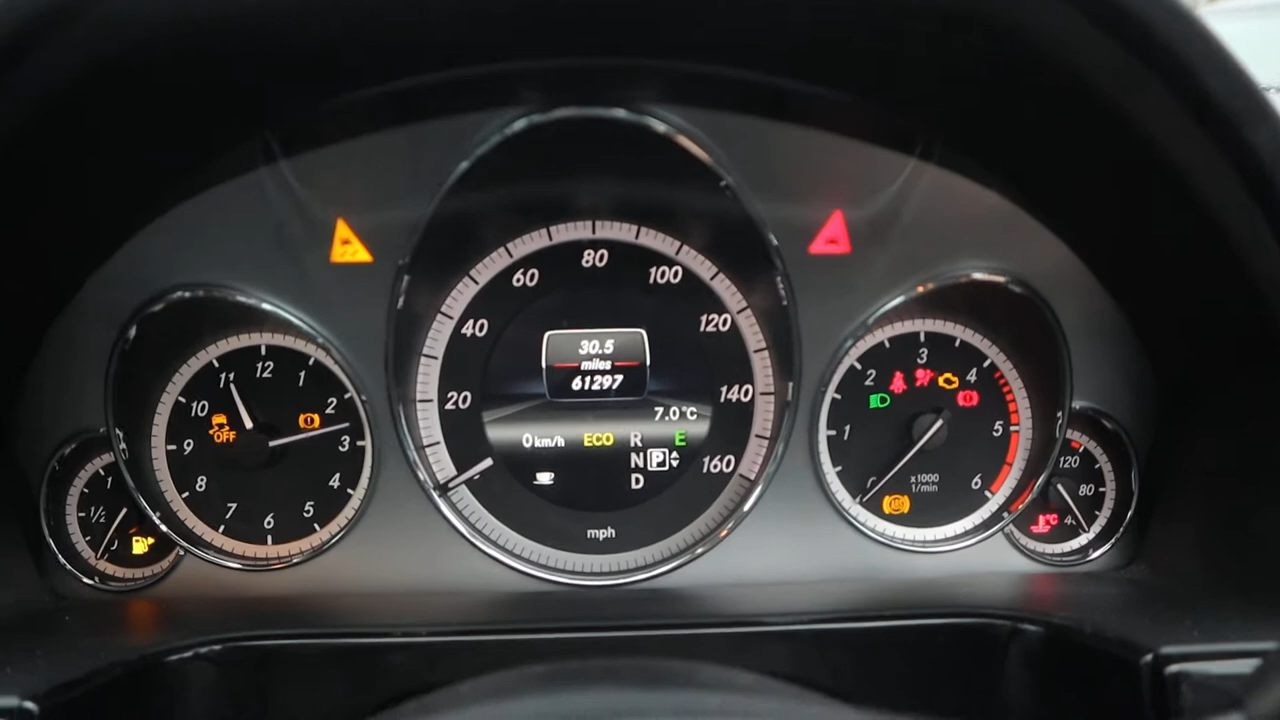 80
60
100
40
120
20
140
160
mph
30.5
miles
61297
7.0°C
0 km/h
ECO
R
E
N
P
D
12
1
2
3
4
5
6
7
8
9
10
11
OFF
1
1/2
1
2
3
4
5
6
x1000
1/min
ABS
120
80
°C